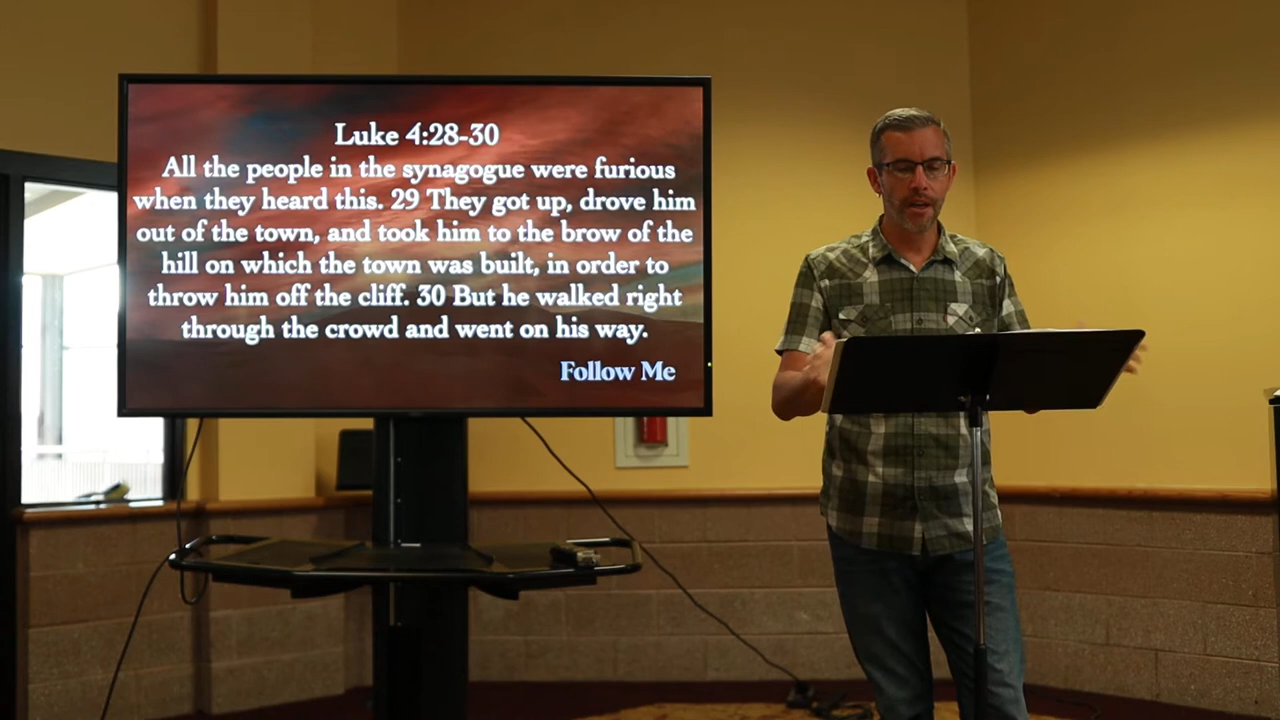 Luke 4:28-30
All the people in the synagogue were furious
when they heard this. 29 They got up, drove him
out of the town, and took him to the brow of the
hill on which the town was built, in order to
throw him off the cliff. 30 But he walked right
through the crowd and went on his way.
Follow Me